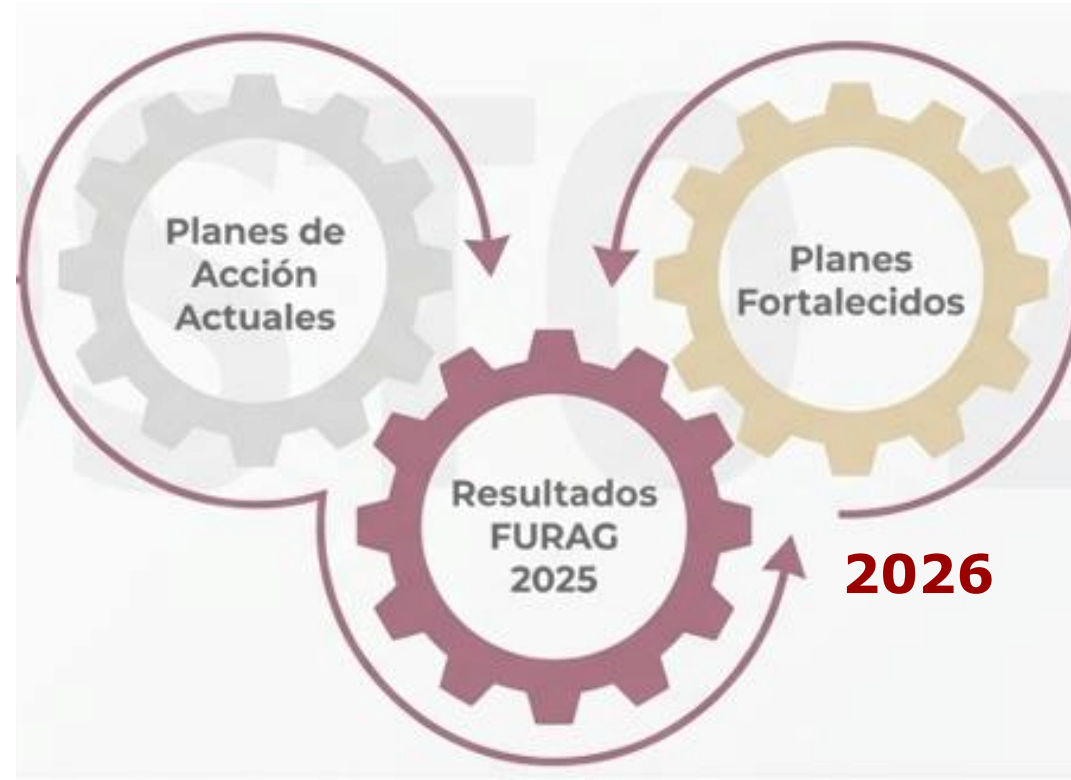 Planes de
Acción
Actuales
Planes
Fortalecidos
Resultados
FURAG
2025
2026